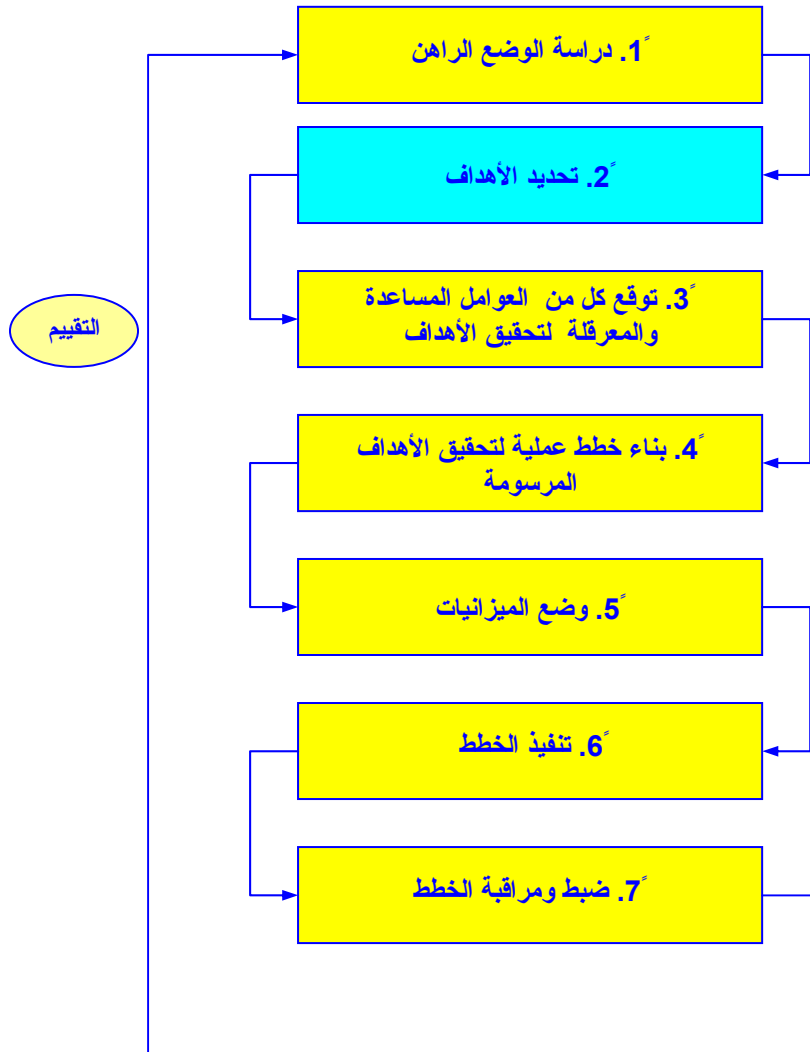 1ً. دراسة الوضع الراهن
2ً. تحديد الأهداف
3ً. توقع كل من العوامل المساعدة
والمعرقلة لتحقيق الأهداف
التقييم
4ً. بناء خطط عملية لتحقيق الأهداف
المرسومة
5ً. وضع الميزانيات
6ً. تنفيذ الخطط
7ً. ضبط ومراقبة الخطط